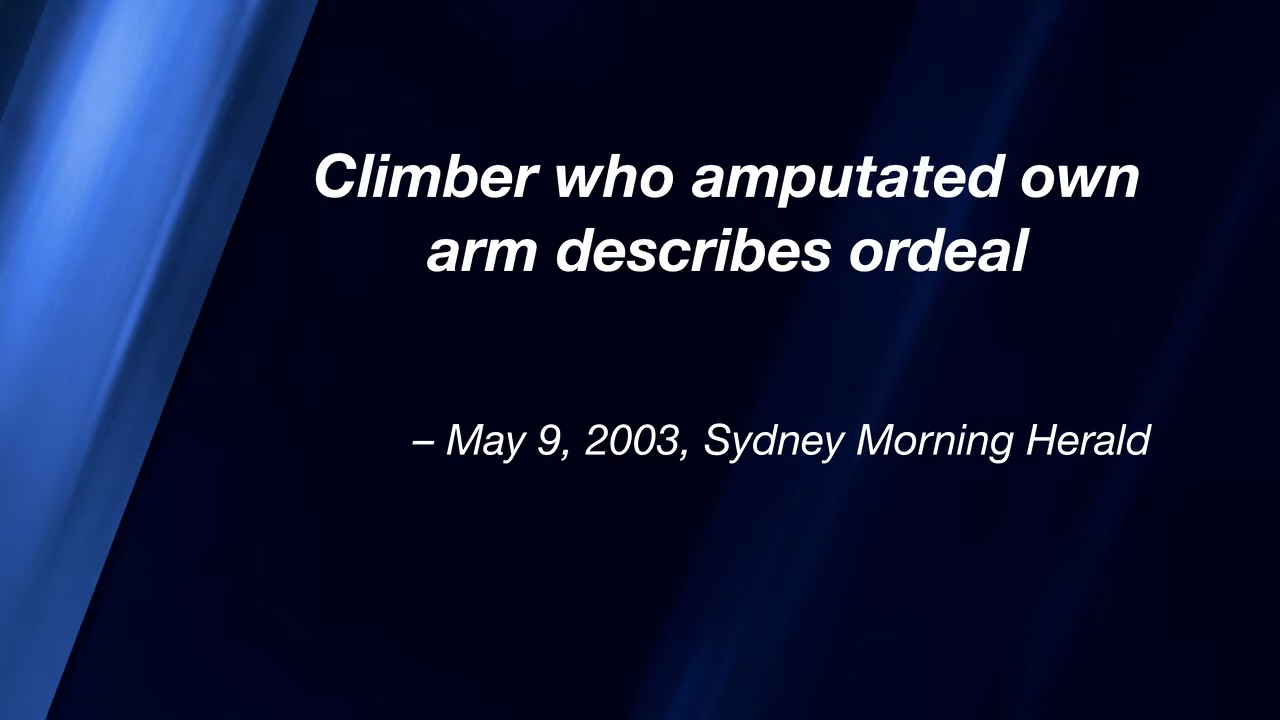 Climber who amputated own
arm describes ordeal
– May 9, 2003, Sydney Morning Herald